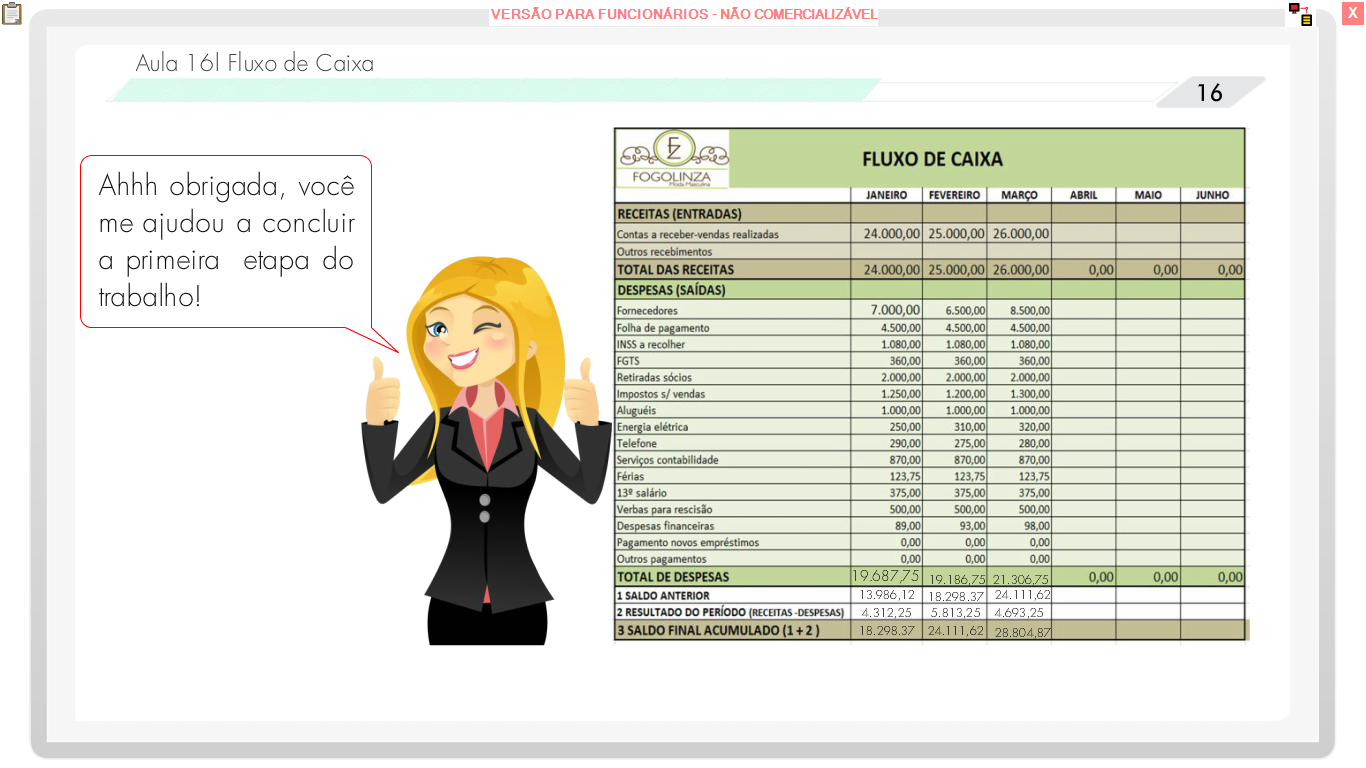 VERSÃO PARA FUNCIONÁRIOS - NÃO COMERCIALIZÁVEL
X
Aula 16l Fluxo de Caixa
16
Ahhh obrigada, você
me ajudou a concluir
a primeira etapa do
trabalho!
FZ
FOGOLINZA
Moda Masculina
FLUXO DE CAIXA
JANEIRO FEVEREIRO MARÇO ABRIL MAIO JUNHO
RECEITAS (ENTRADAS)
Contas a receber-vendas realizadas 24.000,00 25.000,00 26.000,00
Outros recebimentos
TOTAL DAS RECEITAS 24.000,00 25.000,00 26.000,00 0,00 0,00 0,00
DESPESAS (SAÍDAS)
Fornecedores 7.000,00 6.500,00 8.500,00
Folha de pagamento 4.500,00 4.500,00 4.500,00
INSS a recolher 1.080,00 1.080,00 1.080,00
FGTS 360,00 360,00 360,00
Retiradas sócios 2.000,00 2.000,00 2.000,00
Impostos s/ vendas 1.250,00 1.200,00 1.300,00
Aluguéis 1.000,00 1.000,00 1.000,00
Energia elétrica 250,00 310,00 320,00
Telefone 290,00 275,00 280,00
Serviços contabilidade 870,00 870,00 870,00
Férias 123,75 123,75 123,75
13º salário 375,00 375,00 375,00
Verbas para rescisão 500,00 500,00 500,00
Despesas financeiras 89,00 93,00 98,00
Pagamento novos empréstimos 0,00 0,00 0,00
Outros pagamentos 0,00 0,00 0,00
TOTAL DE DESPESAS 19.687,75 19.186,75 21.306,75 0,00 0,00 0,00
1 SALDO ANTERIOR 13.986,12 18.298.37 24.111,62
2 RESULTADO DO PERÍODO (RECEITAS -DESPESAS) 4.312,25 5.813,25 4.693,25
3 SALDO FINAL ACUMULADO (1 + 2 ) 18.298.37 24.111,62 28.804,87